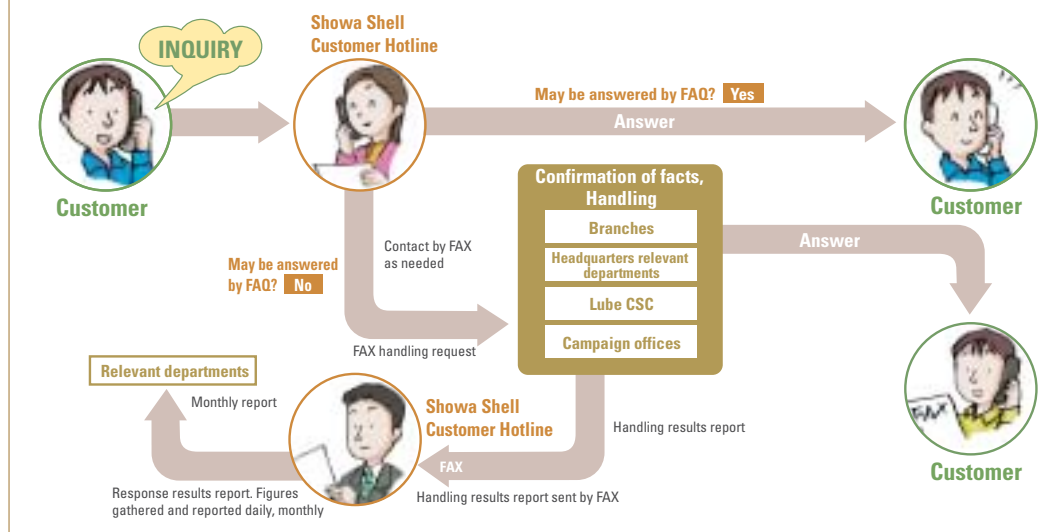 INQUIRY
Showa Shell
Customer Hotline
Customer
May be answered by FAQ? Yes
Answer
Customer
Confirmation of facts,
Handling
Branches
Headquarters relevant
departments
Lube CSC
Campaign offices
Answer
Contact by FAX
as needed
May be answered
by FAQ? No
FAX handling request
Relevant departments
Monthly report
Showa Shell
Customer Hotline
Handling results report
FAX
FAX
Customer
Response results report. Figures
gathered and reported daily, monthly
Handling results report sent by FAX